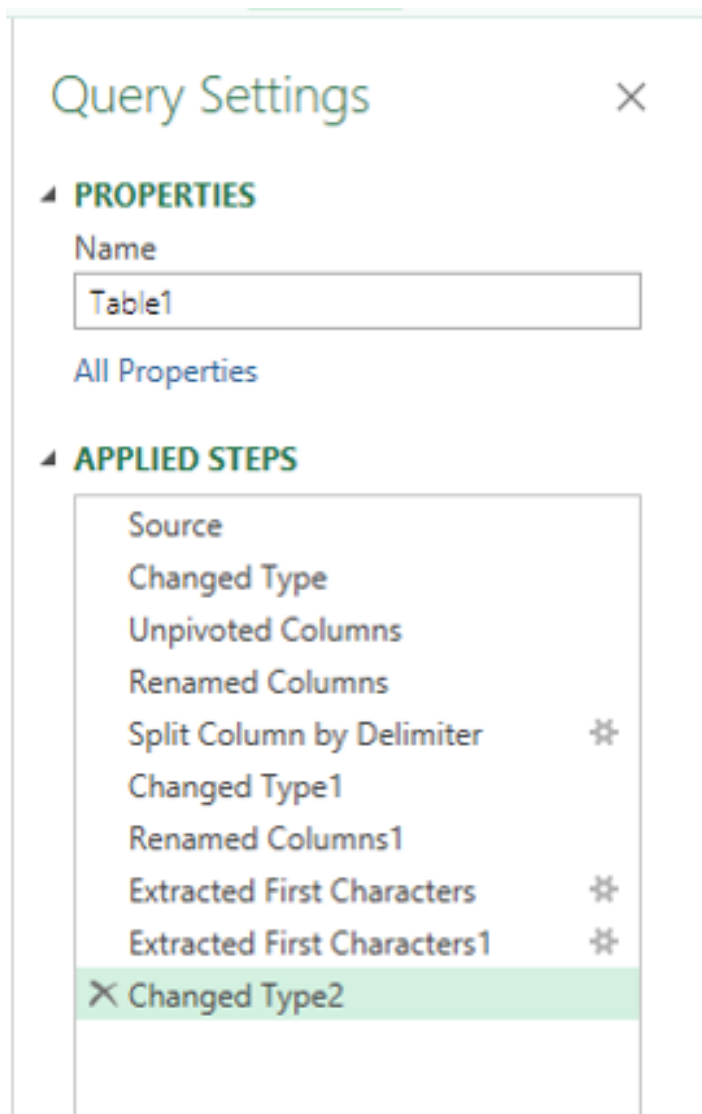 Query Settings
PROPERTIES
Name
Table1
All Properties
APPLIED STEPS
Source
Changed Type
Unpivoted Columns
Renamed Columns
Split Column by Delimiter
Changed Type1
Renamed Columns1
Extracted First Characters
Extracted First Characters1
Changed Type2